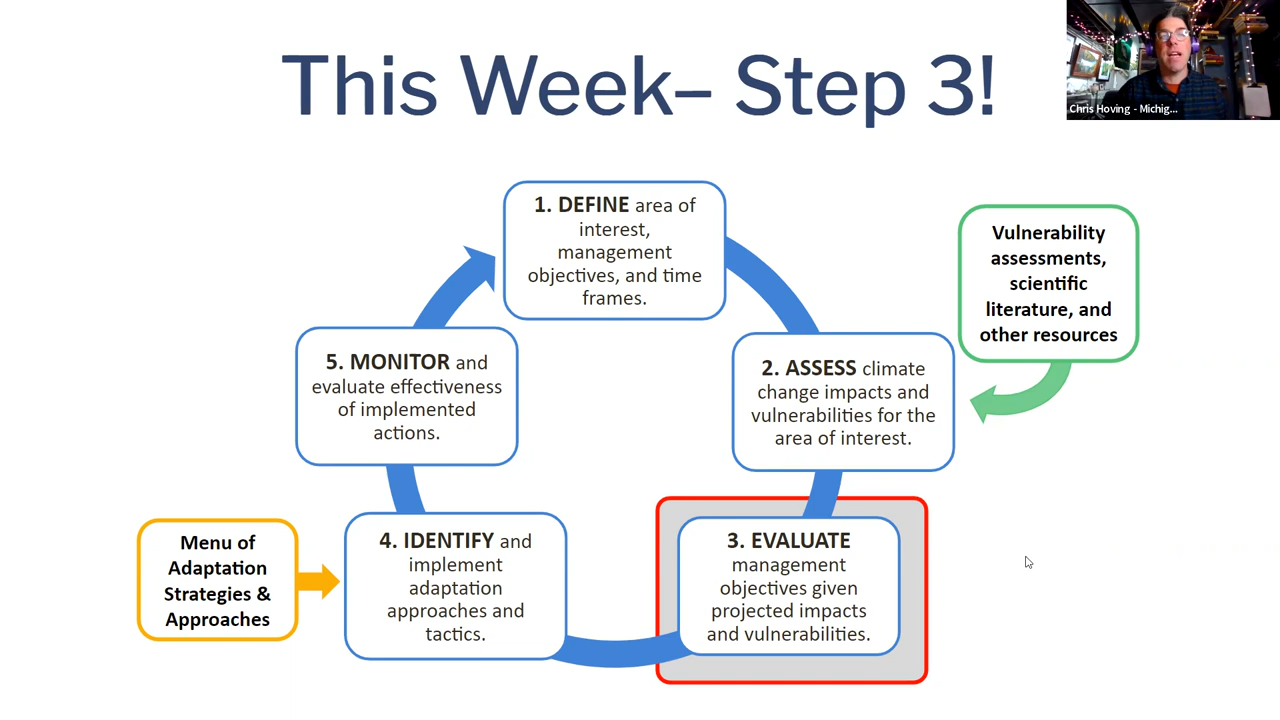 This Week– Step 3!
Chris Hoving - Michig...
1. DEFINE area of
interest,
management
objectives, and time
frames.
Vulnerability
assessments,
scientific
literature, and
other resources
2. ASSESS climate
change impacts and
vulnerabilities for the
area of interest.
3. EVALUATE
management
objectives given
projected impacts
and vulnerabilities.
4. IDENTIFY and
implement
adaptation
approaches and
tactics.
Menu of
Adaptation
Strategies &
Approaches
5. MONITOR and
evaluate effectiveness
of implemented
actions.